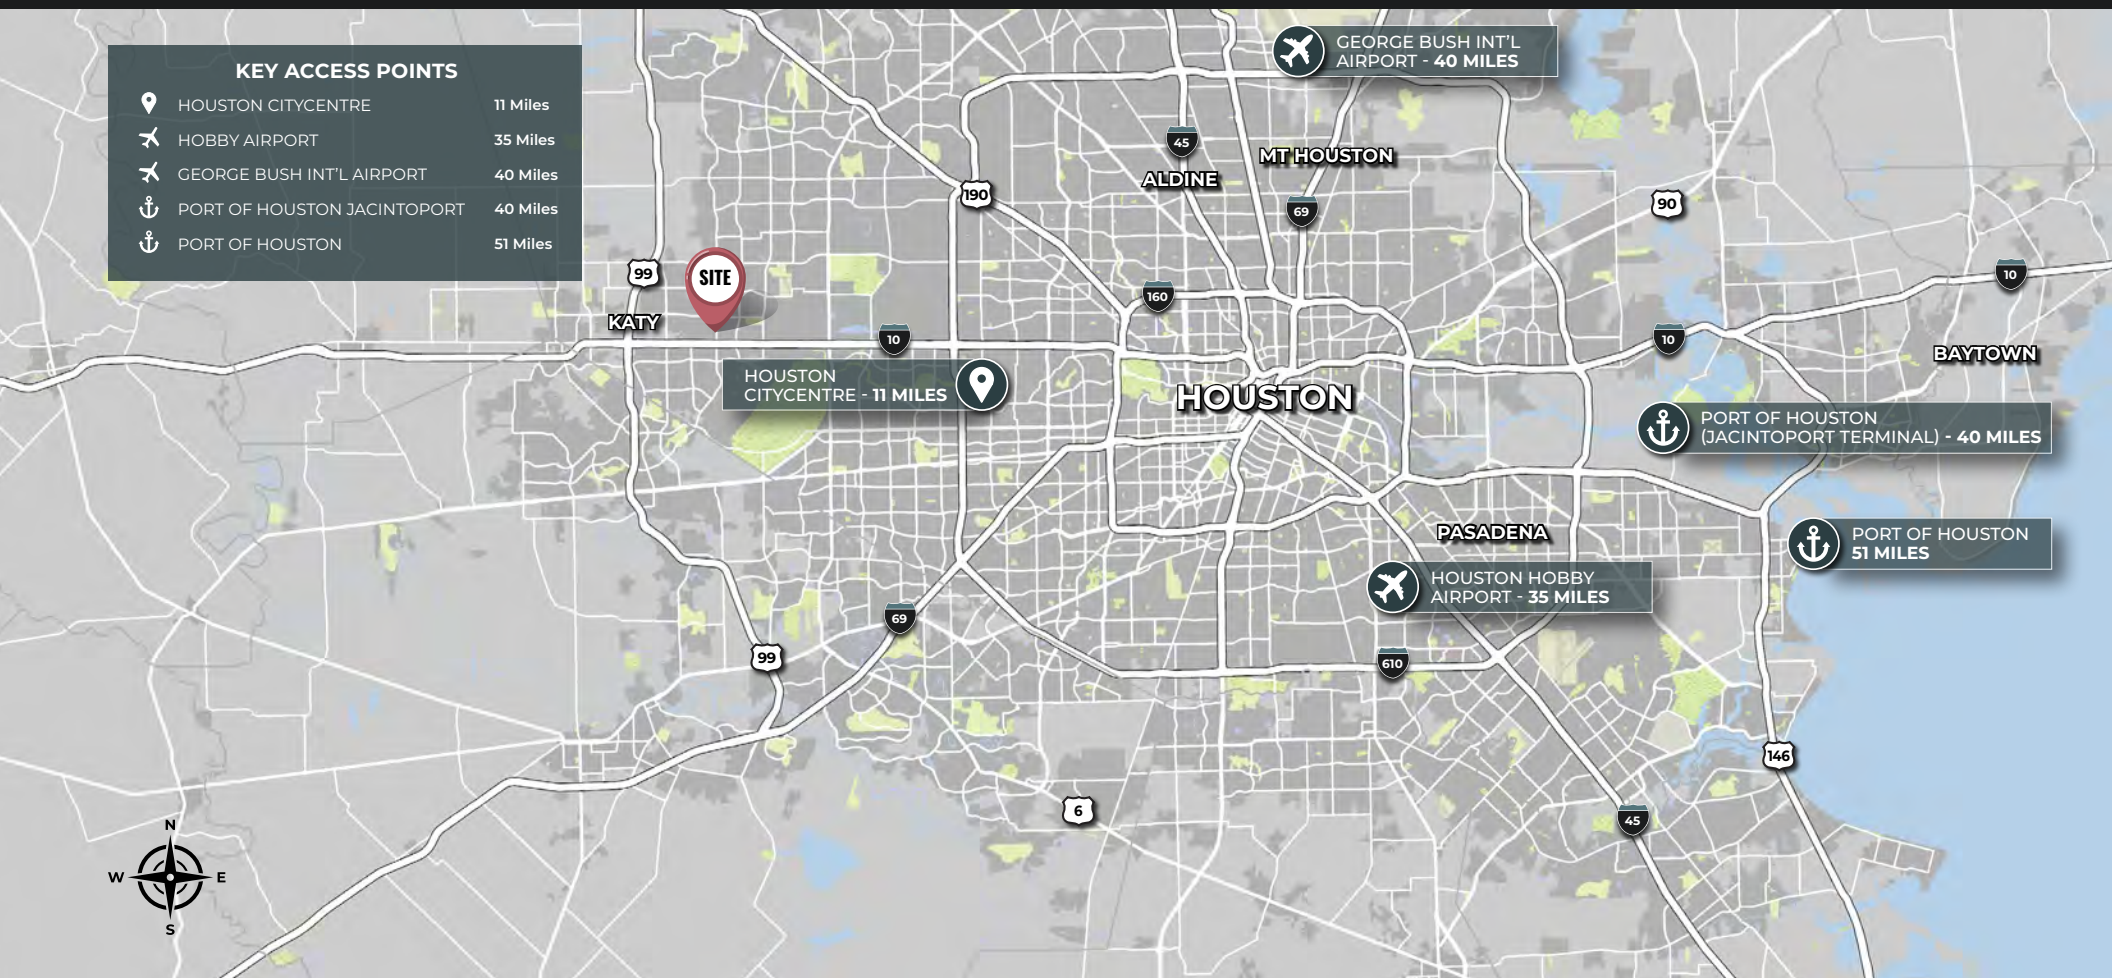 KEY ACCESS POINTS
HOUSTON CITYCENTRE 11 Miles
HOBBY AIRPORT 35 Miles
GEORGE BUSH INT'L AIRPORT 40 Miles
PORT OF HOUSTON JACINTOPORT 40 Miles
PORT OF HOUSTON 51 Miles
GEORGE BUSH INT'L
AIRPORT - 40 MILES
45
MT HOUSTON
ALDINE
190
69
90
99
SITE
160
10
KATY
10
10
BAYTOWN
HOUSTON
CITYCENTRE - 11 MILES
HOUSTON
PORT OF HOUSTON
(JACINTOPORT TERMINAL) - 40 MILES
PASADENA
PORT OF HOUSTON
51 MILES
HOUSTON HOBBY
AIRPORT - 35 MILES
69
99
610
146
6
45
N
W E
S